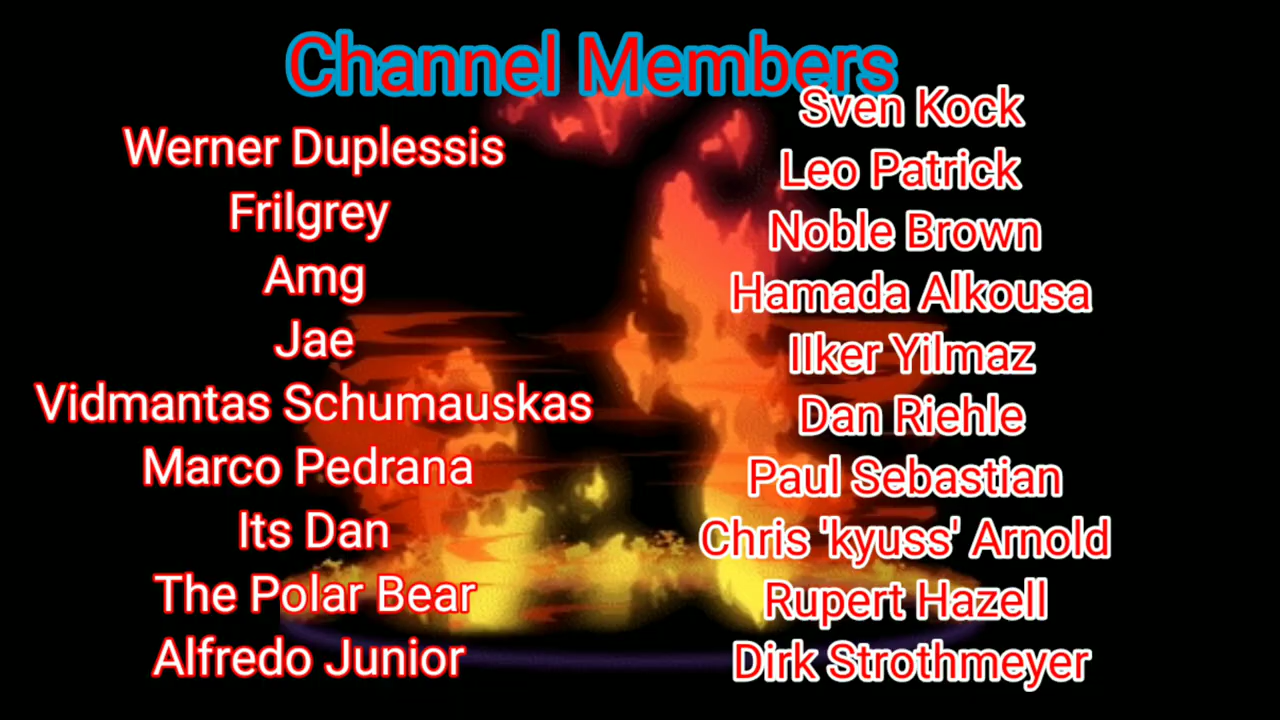 Channel Members
Werner Duplessis
Frilgrey
Amg
Jae
Vidmantas Schumauskas
Marco Pedrana
Its Dan
The Polar Bear
Alfredo Junior
Sven Kock
Leo Patrick
Noble Brown
Hamada Alkousa
IIker Yilmaz
Dan Riehle
Paul Sebastian
Chris 'kyuss' Arnold
Rupert Hazell
Dirk Strothmeyer